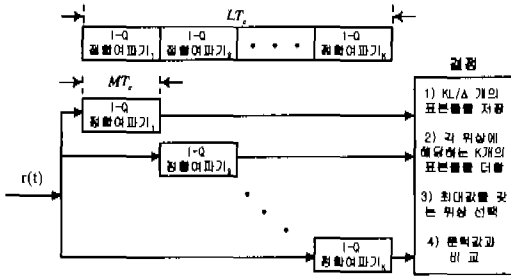 LT_c
I-Q
정합여파기₁
I-Q
정합여파기₂
• • •
I-Q
정합여파기_K
MT_c
I-Q
정합여파기₁
I-Q
정합여파기₂
r(t)
I-Q
정합여파기_K
결정
1) KL/Δ 개의
표본들을 저장
2) 각 위상에
해당하는 K개의
표본들을 더함
3) 최대값을 갖
는 위상 선택
4) 문턱값과
비 교